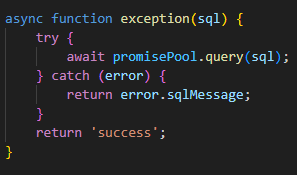 async function exception(sql) {
    try {
        await promisePool.query(sql);
    } catch (error) {
        return error.sqlMessage;
    }
    return 'success';
}